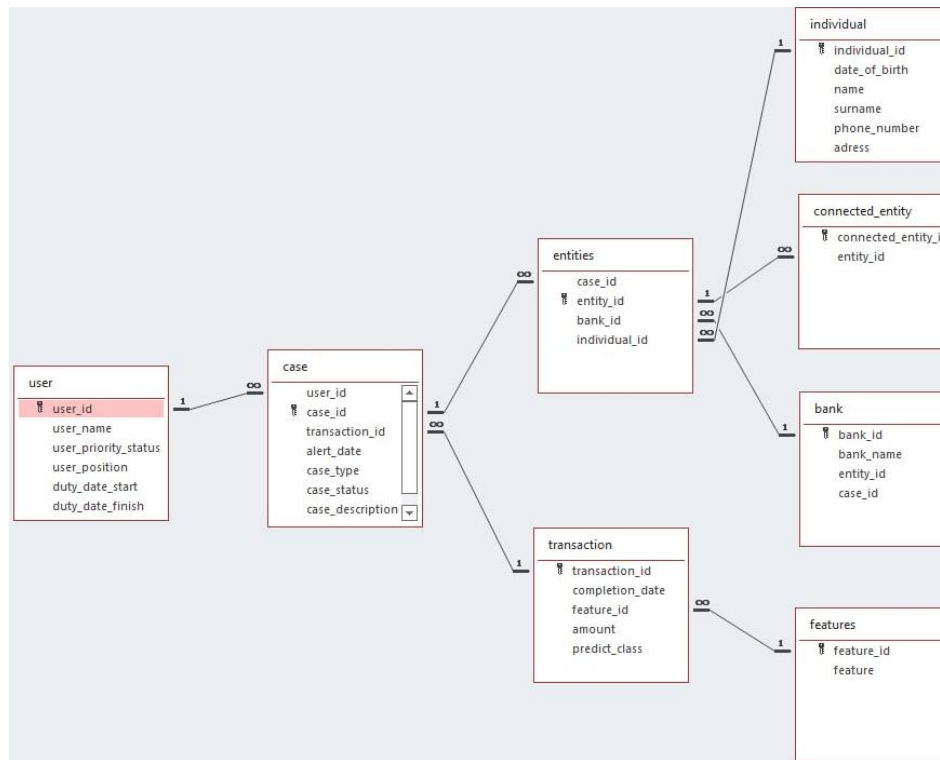 user
user_id
user_name
user_priority_status
user_position
duty_date_start
duty_date_finish
1
∞
case
user_id
case_id
transaction_id
alert_date
case_type
case_status
case_description
1
∞
∞
1
entities
case_id
entity_id
bank_id
individual_id
1
∞
∞
transaction
transaction_id
completion_date
feature_id
amount
predict_class
∞
1
individual
individual_id
date_of_birth
name
surname
phone_number
adress
∞
connected_entity
connected_entity_i
entity_id
1
bank
bank_id
bank_name
entity_id
case_id
1
features
feature_id
feature